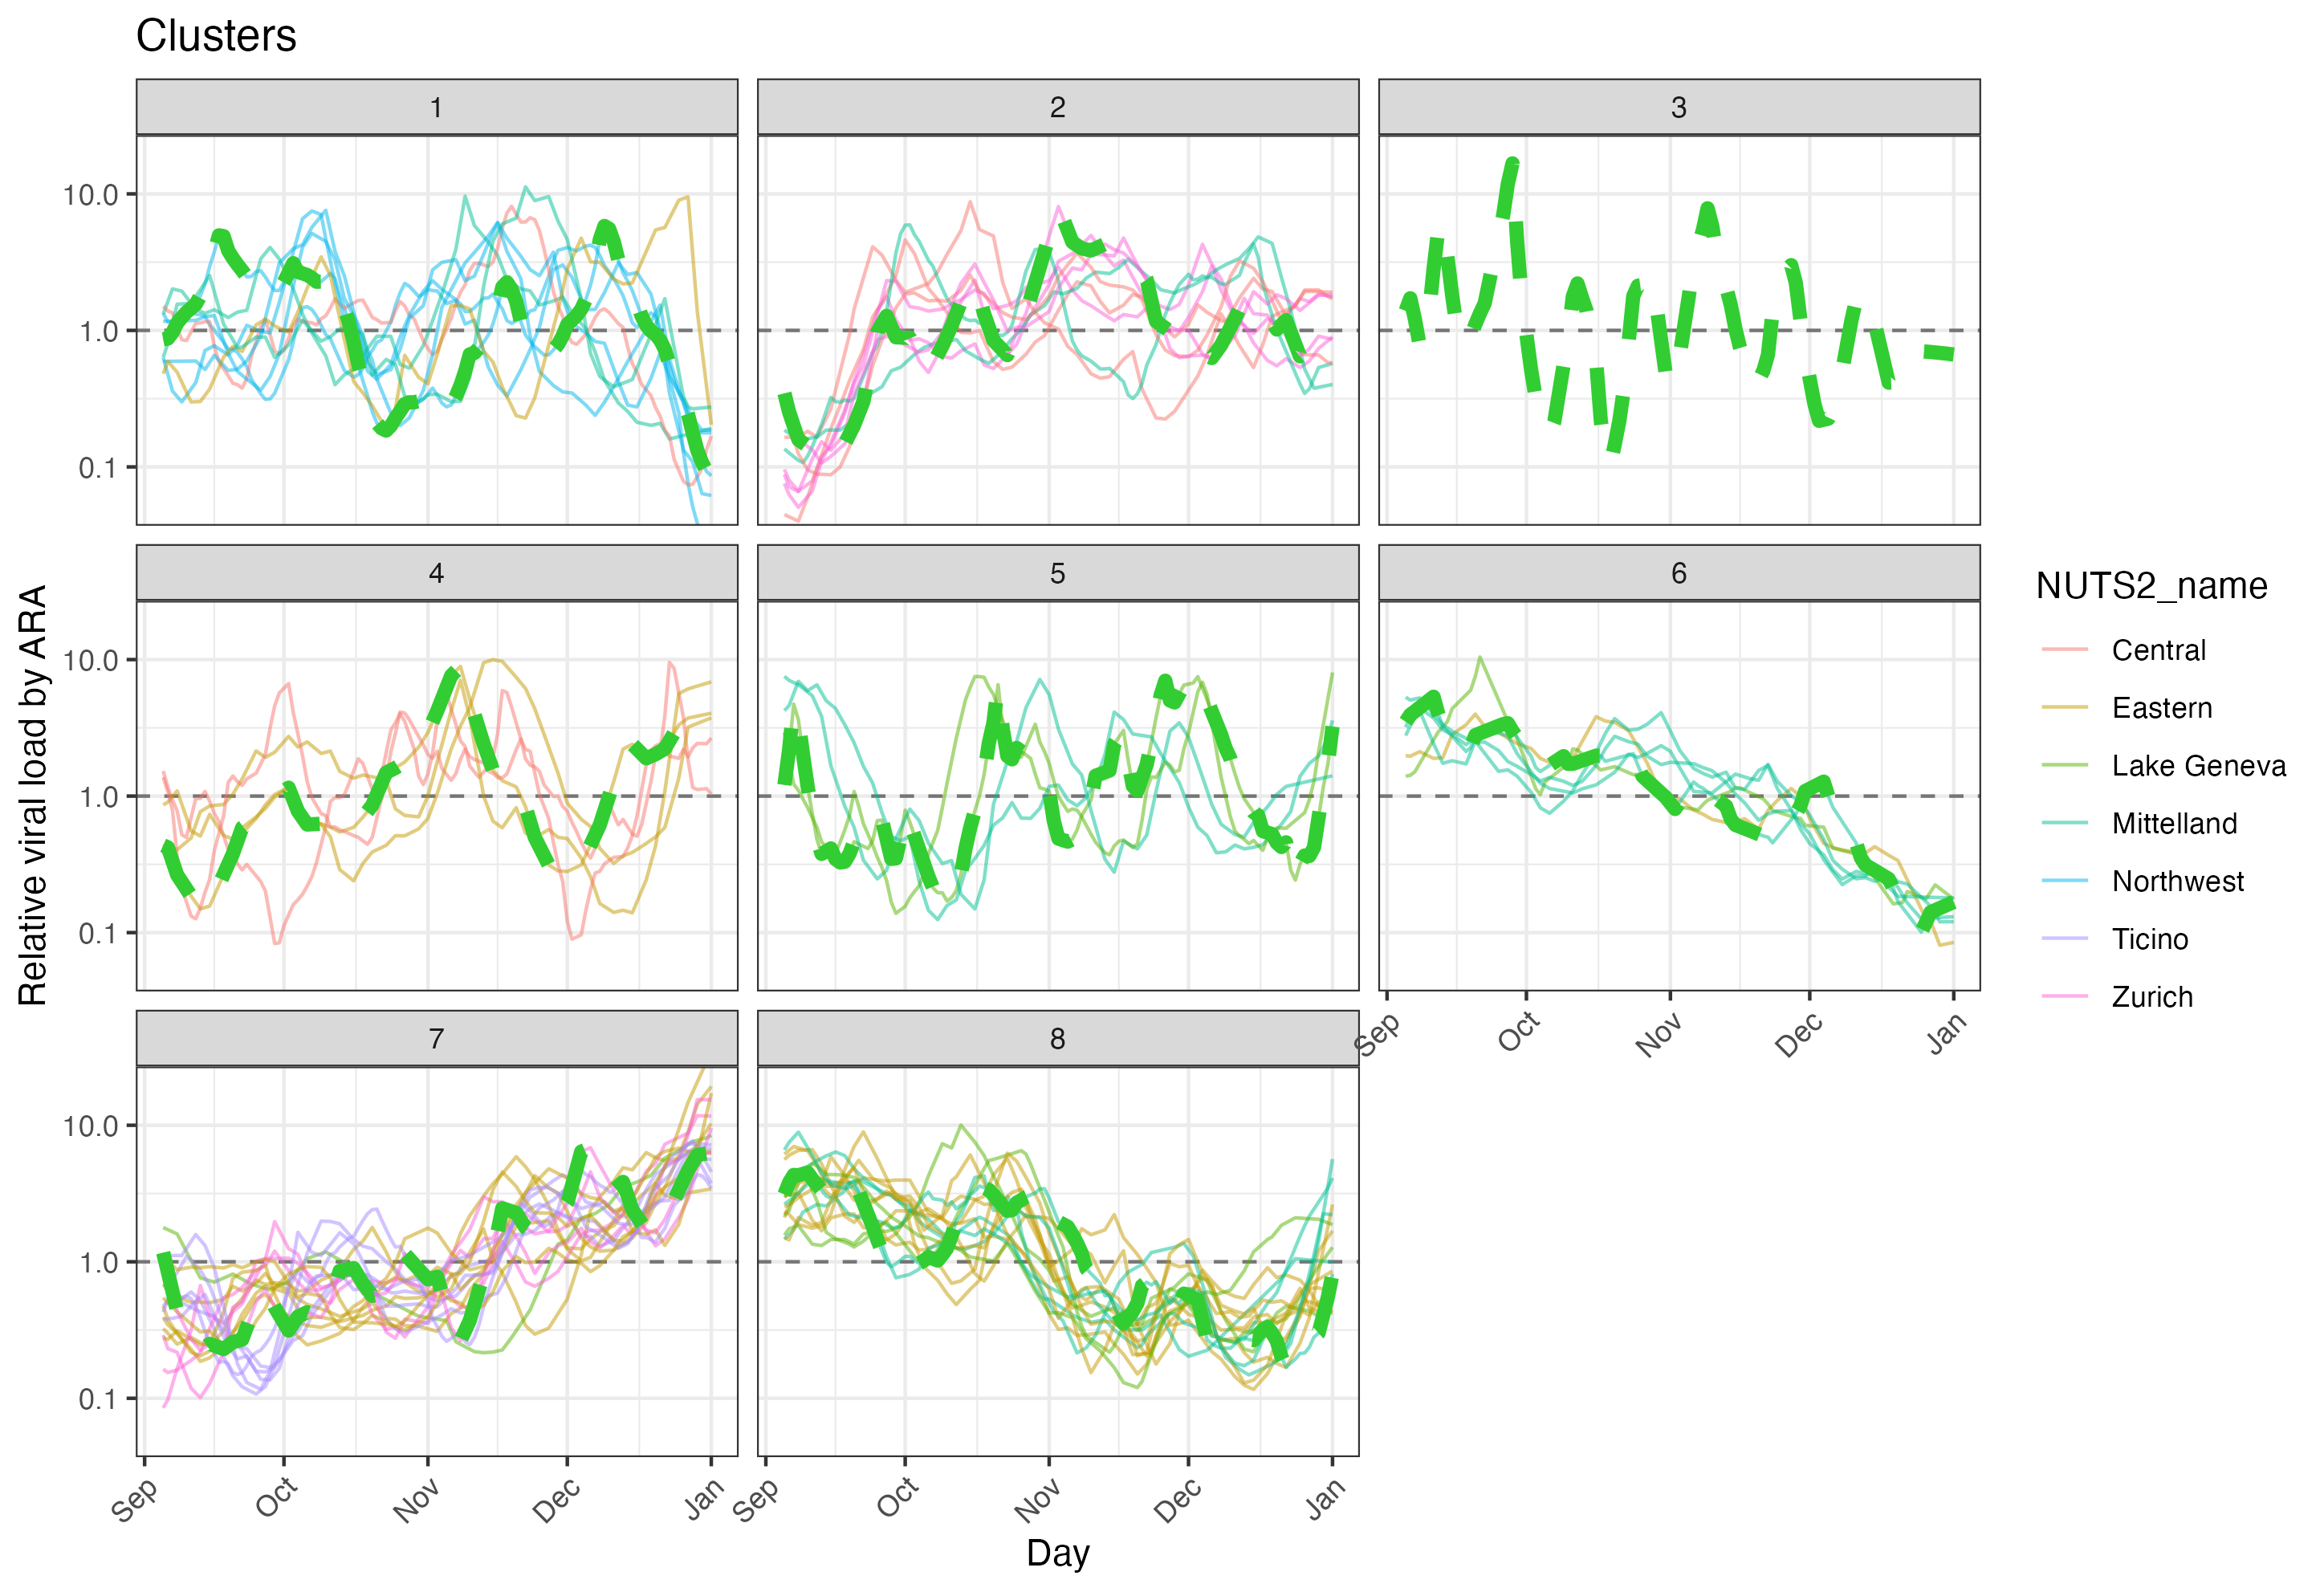 Clusters
1
2
3
10.0
1.0
0.1
4
5
6
10.0
1.0
0.1
Sep
Oct
Nov
Dec
Jan
7
8
10.0
1.0
0.1
Sep
Oct
Nov
Dec
Jan
Sep
Oct
Nov
Dec
Jan
Day
Relative viral load by ARA
NUTS2_name
Central
Eastern
Lake Geneva
Mittelland
Northwest
Ticino
Zurich